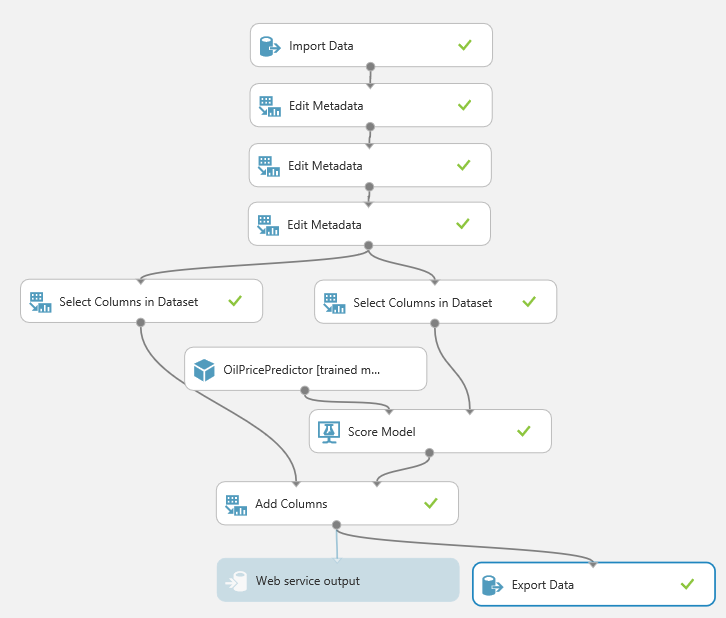 Import Data
Edit Metadata
Edit Metadata
Edit Metadata
Select Columns in Dataset
Select Columns in Dataset
OilPricePredictor [trained m...
Score Model
Add Columns
Web service output
Export Data